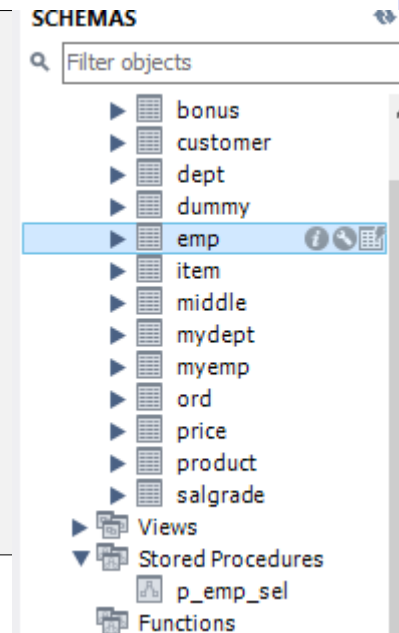 SCHEMAS
Filter objects
bonus
customer
dept
dummy
emp
item
middle
mydept
myemp
ord
price
product
salgrade
Views
Stored Procedures
p_emp_sel
Functions